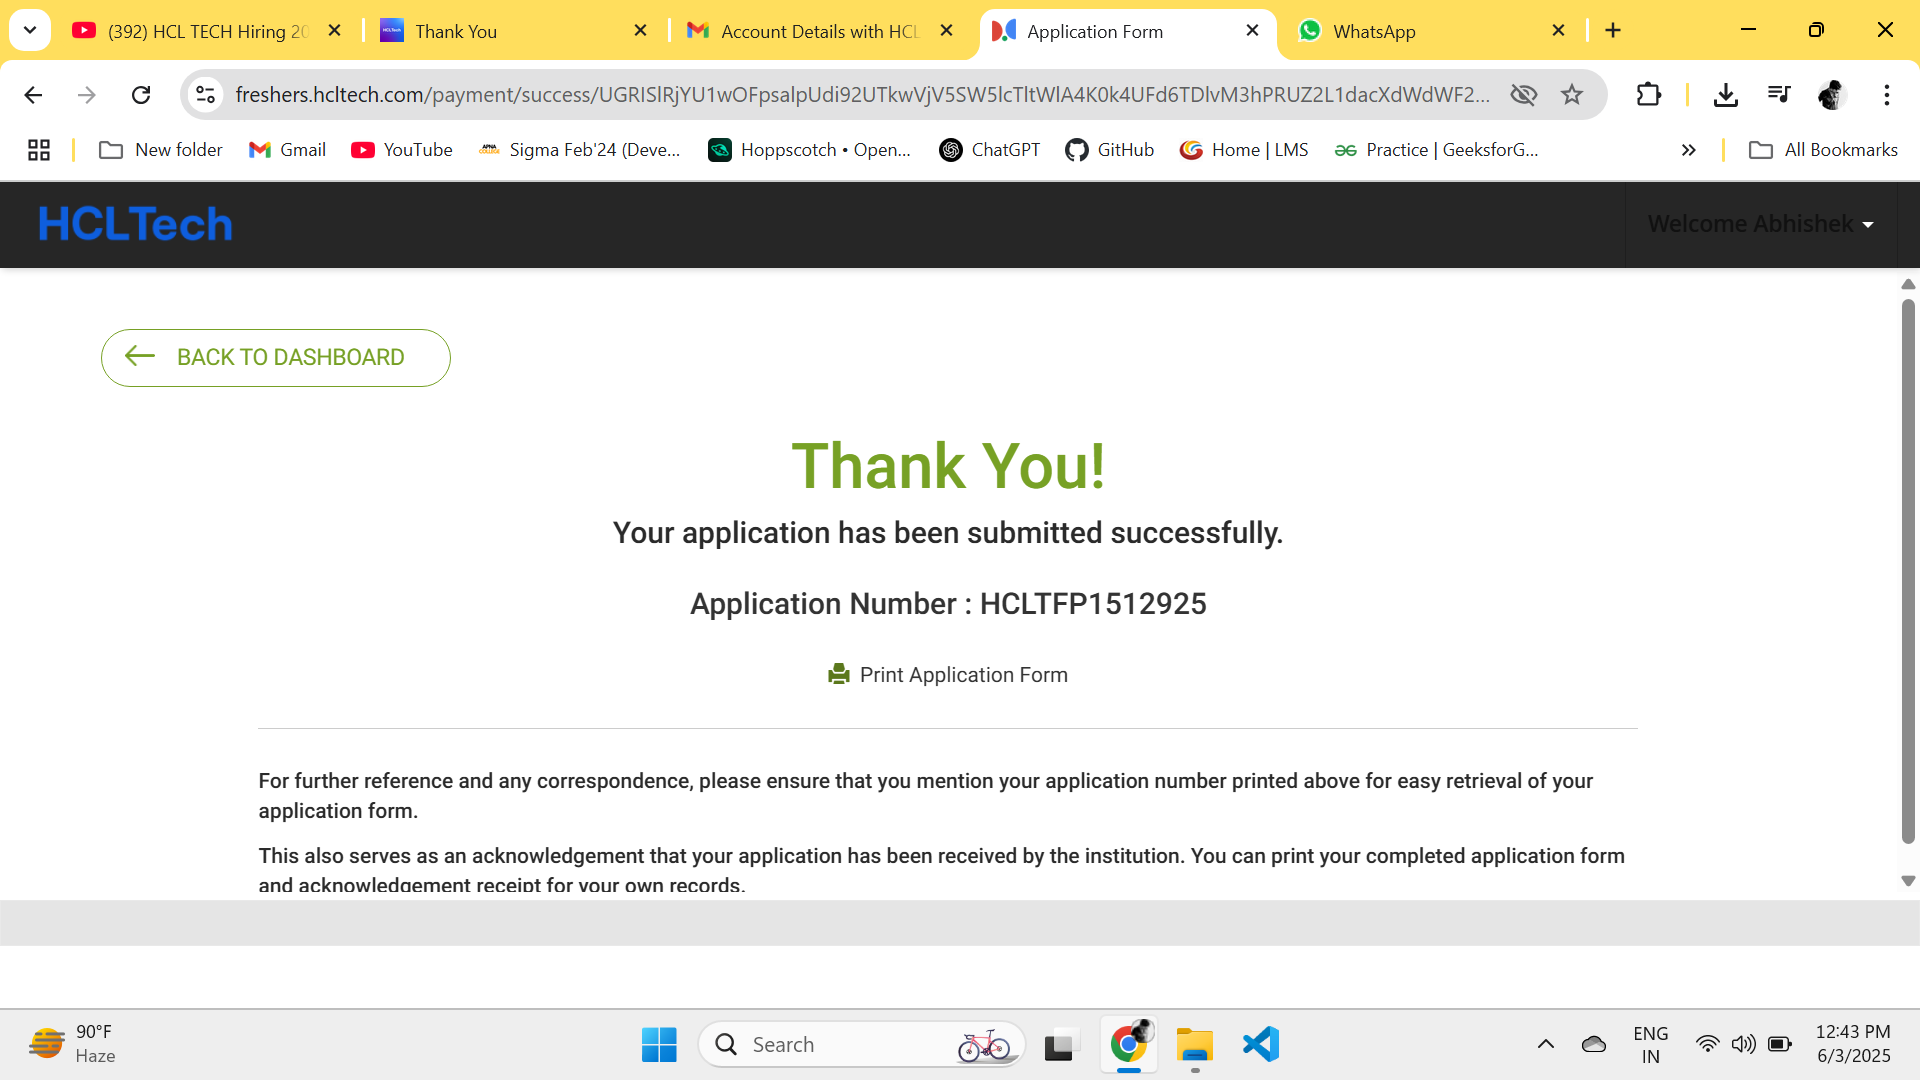 (392) HCL TECH Hiring 20
Thank You
Account Details with HCL
Application Form
WhatsApp
freshers.hcltech.com/payment/success/
New folder
Gmail
YouTube
APNA COLLEGE
Sigma Feb'24 (Deve...
Hoppscotch • Open...
ChatGPT
GitHub
Home | LMS
Practice | GeeksforG...
All Bookmarks
HCLTech
Welcome Abhishek
BACK TO DASHBOARD
Thank You!
Your application has been submitted successfully.
Application Number : HCLTFP1512925
Print Application Form
For further reference and any correspondence, please ensure that you mention your application number printed above for easy retrieval of your
application form.
This also serves as an acknowledgement that your application has been received by the institution. You can print your completed application form
and acknowledgement receipt for your own records.
90°F
Haze
Search
ENG
IN
12:43 PM
6/3/2025